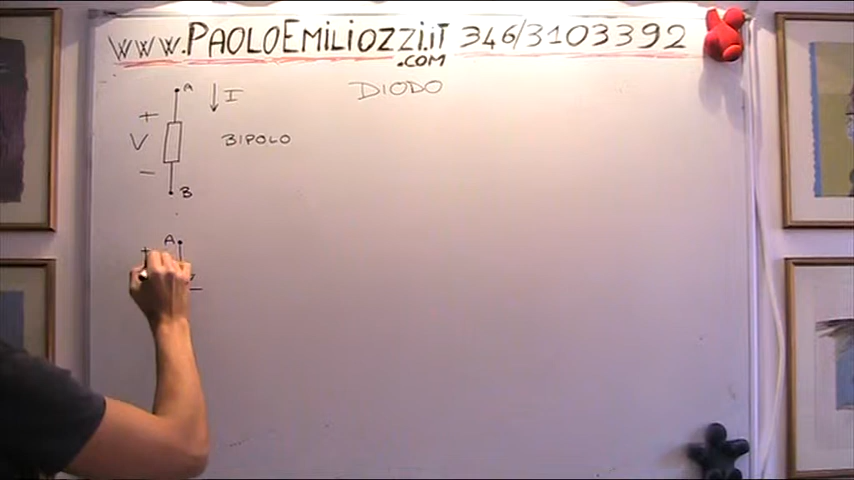 www.PAOLOEMILIOZZI.iT 346/3103392
.COM
DIODO
A
I
+
V
BIPOLO
-
B
A
+